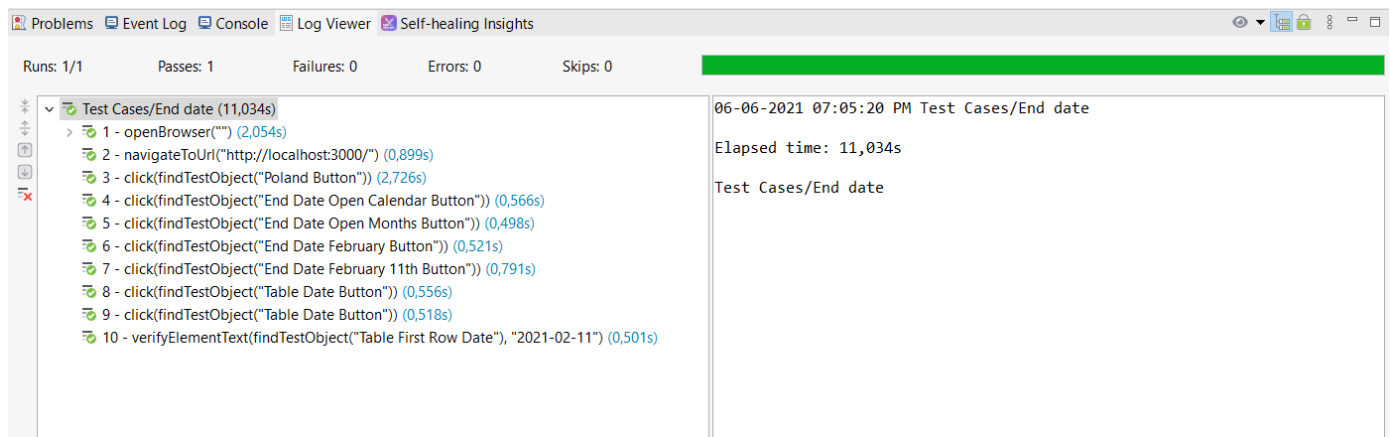 Problems Event Log Console Log Viewer Self-healing Insights
Runs: 1/1 Passes: 1 Failures: 0 Errors: 0 Skips: 0
Test Cases/End date (11,034s)
1 - openBrowser("") (2,054s)
2 - navigateToUrl("http://localhost:3000/") (0,899s)
3 - click(findTestObject("Poland Button")) (2,726s)
4 - click(findTestObject("End Date Open Calendar Button")) (0,566s)
5 - click(findTestObject("End Date Open Months Button")) (0,498s)
6 - click(findTestObject("End Date February Button")) (0,521s)
7 - click(findTestObject("End Date February 11th Button")) (0,791s)
8 - click(findTestObject("Table Date Button")) (0,556s)
9 - click(findTestObject("Table Date Button")) (0,518s)
10 - verifyElementText(findTestObject("Table First Row Date"), "2021-02-11") (0,501s)
06-06-2021 07:05:20 PM Test Cases/End date
Elapsed time: 11,034s
Test Cases/End date